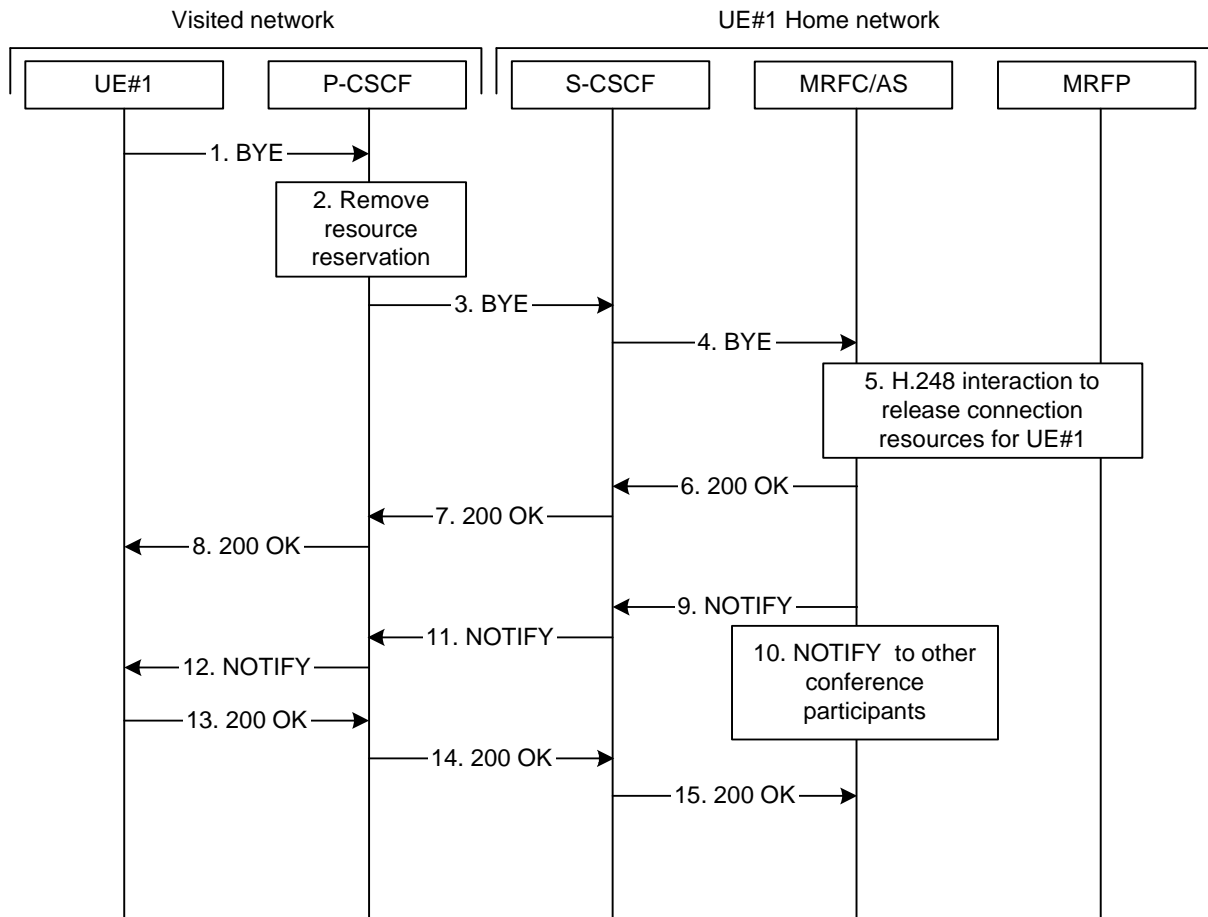 Visited network
UE#1 Home network
UE#1
P-CSCF
S-CSCF
MRFC/AS
MRFP
1. BYE
2. Remove
resource
reservation
3. BYE
4. BYE
5. H.248 interaction to
release connection
resources for UE#1
6. 200 OK
7. 200 OK
8. 200 OK
9. NOTIFY
10. NOTIFY to other
conference
participants
11. NOTIFY
12. NOTIFY
13. 200 OK
14. 200 OK
15. 200 OK